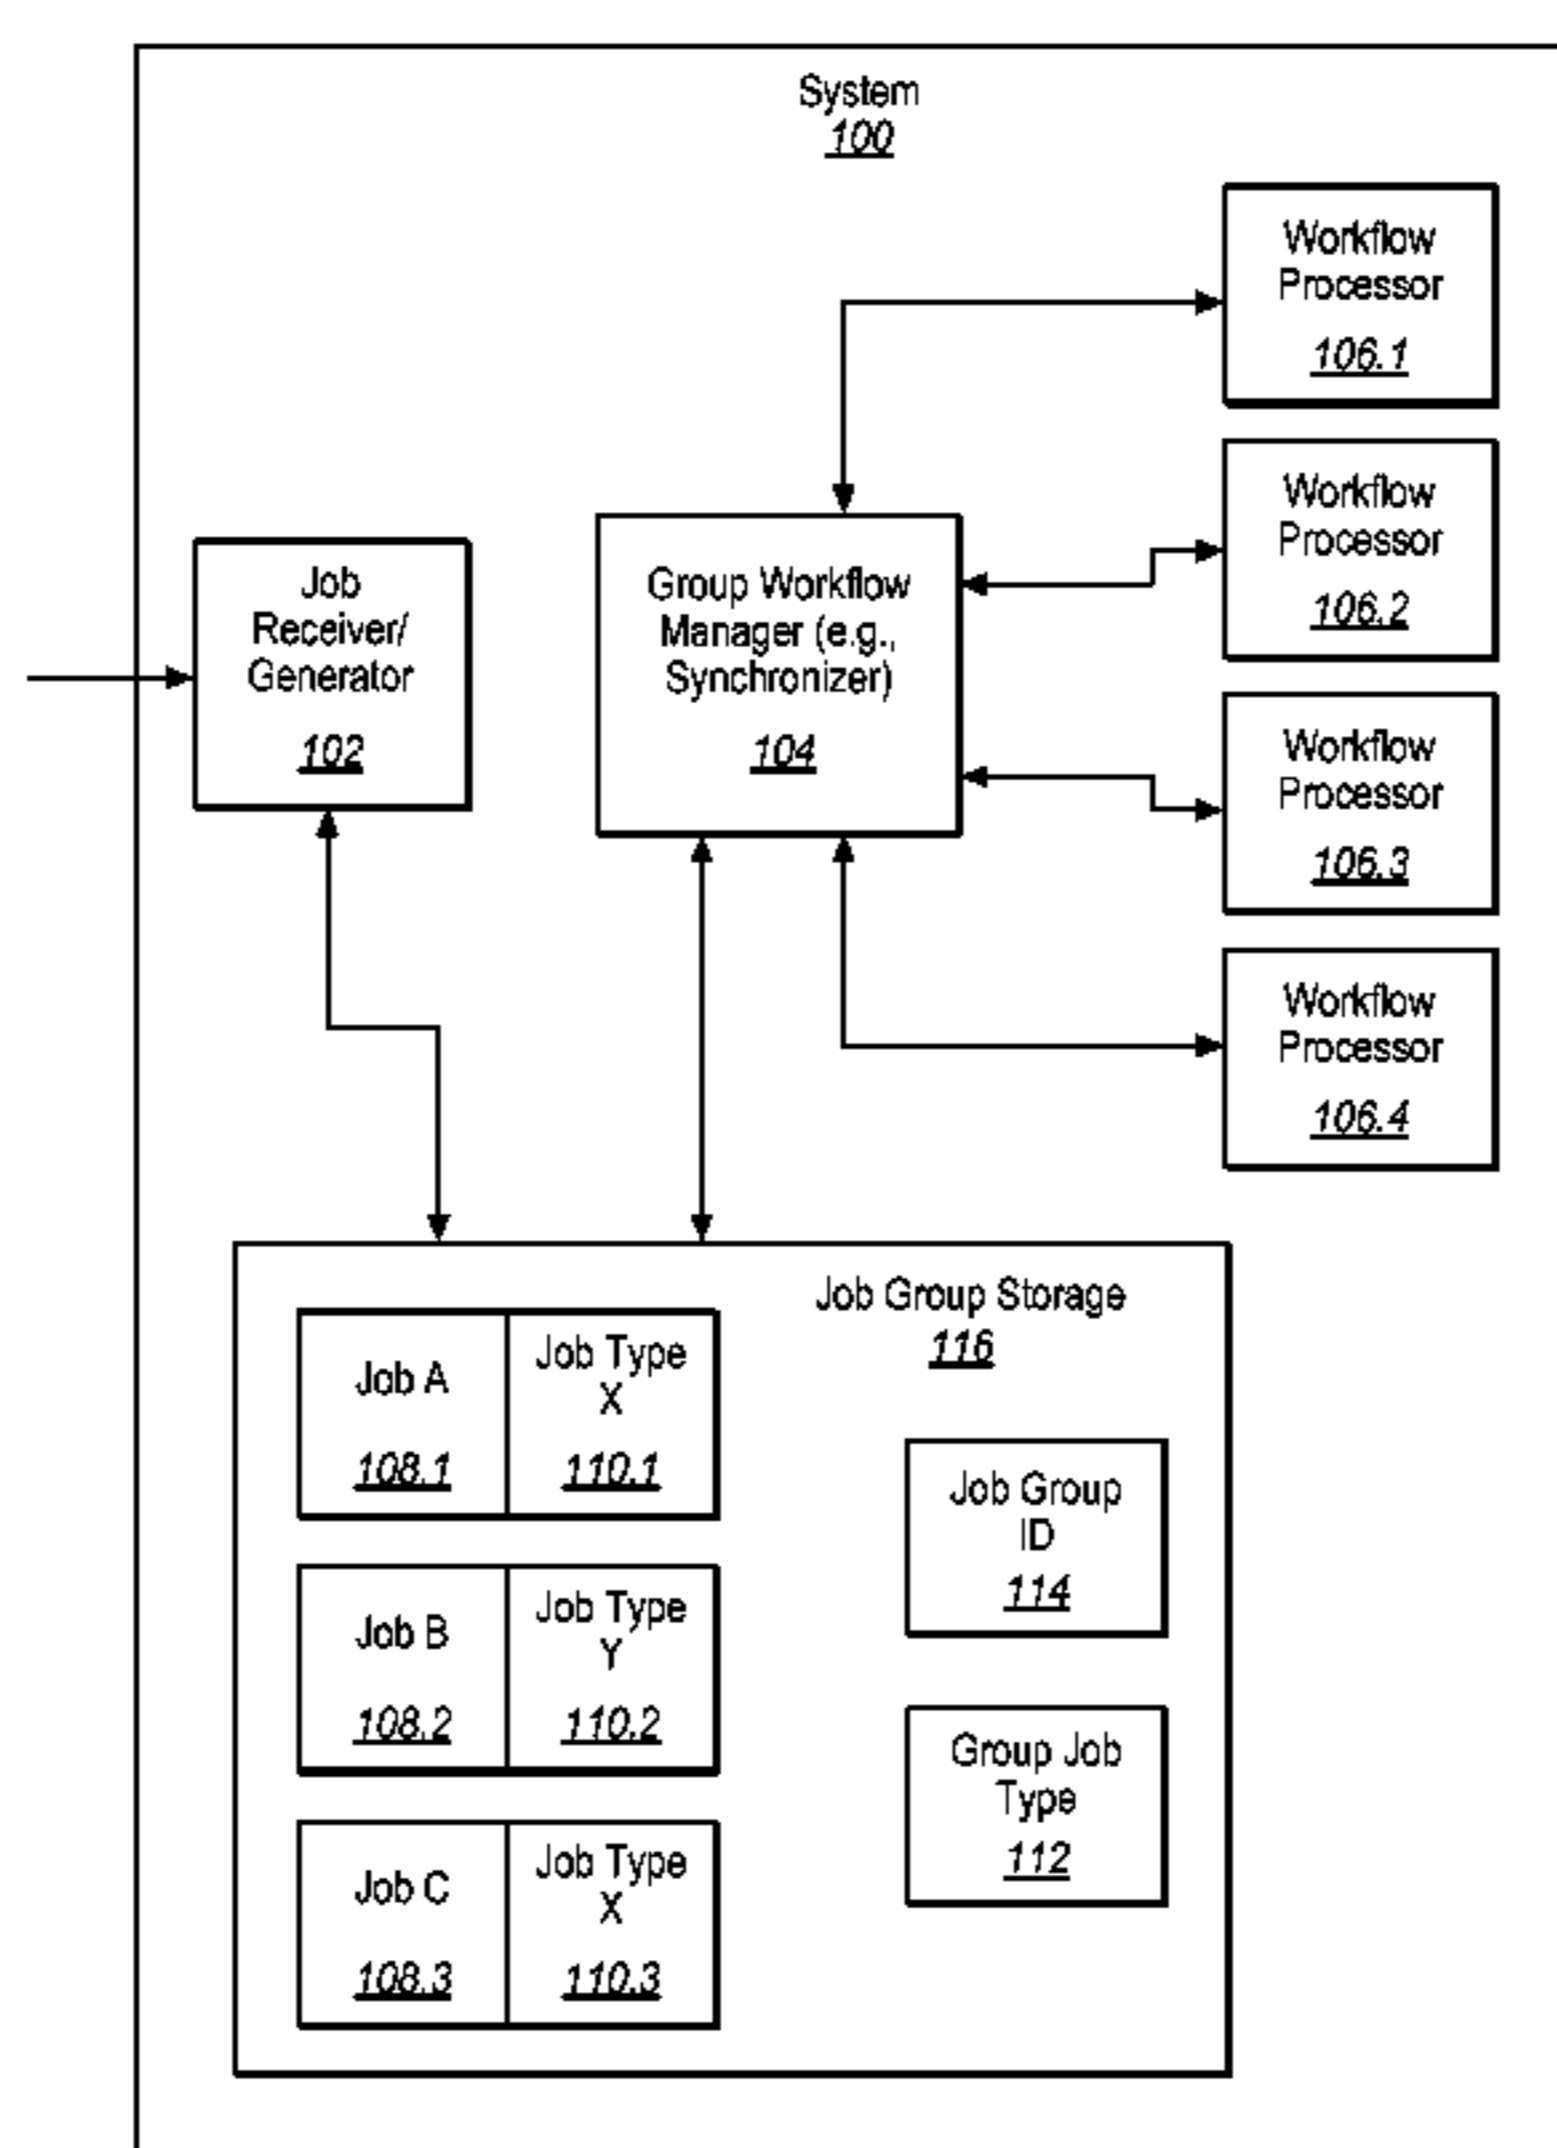 System
100
Workflow
Processor
106.1
Workflow
Processor
106.2
Job
Receiver/
Generator
102
Group Workflow
Manager (e.g.,
Synchronizer)
104
Workflow
Processor
106.3
Workflow
Processor
106.4
Job Group Storage
116
Job A
108.1
Job Type
X
110.1
Job Group
ID
114
Job B
108.2
Job Type
Y
110.2
Group Job
Type
112
Job C
108.3
Job Type
X
110.3